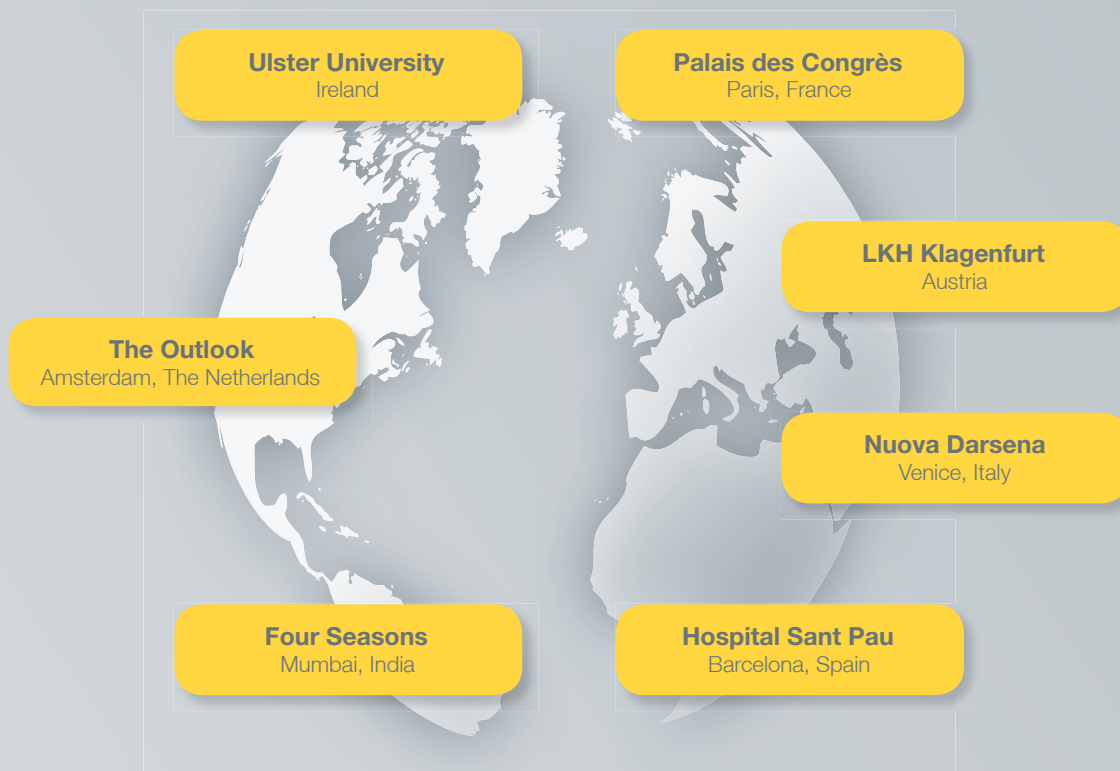 Ulster University
Ireland
Palais des Congrès
Paris, France
LKH Klagenfurt
Austria
The Outlook
Amsterdam, The Netherlands
Nuova Darsena
Venice, Italy
Four Seasons
Mumbai, India
Hospital Sant Pau
Barcelona, Spain